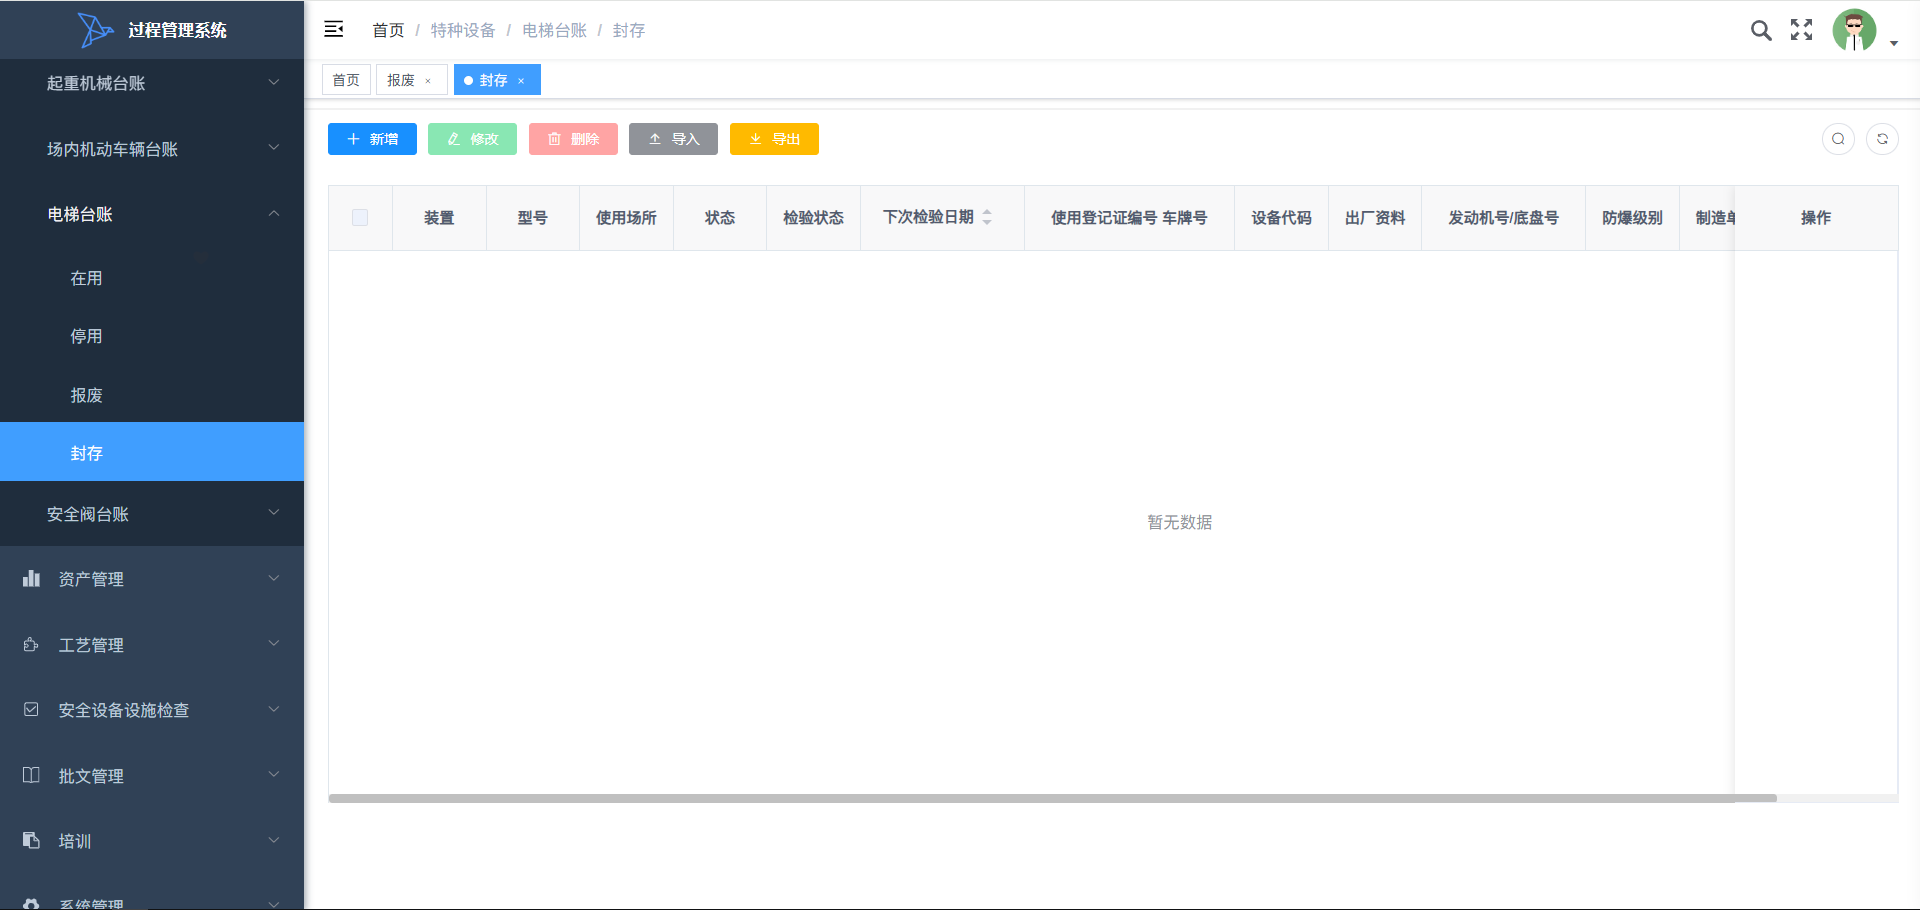 过程管理系统
首页 / 特种设备 / 电梯台账 / 封存
首页
报废 ×
封存 ×
起重机械台账
场内机动车辆台账
电梯台账
在用
停用
报废
封存
安全阀台账
资产管理
工艺管理
安全设备设施检查
批文管理
培训
系统管理
新增 修改 删除 导入 导出
装置 型号 使用场所 状态 检验状态 下次检验日期 使用登记证编号 车牌号 设备代码 出厂资料 发动机号/底盘号 防爆级别 制造 操作
暂无数据